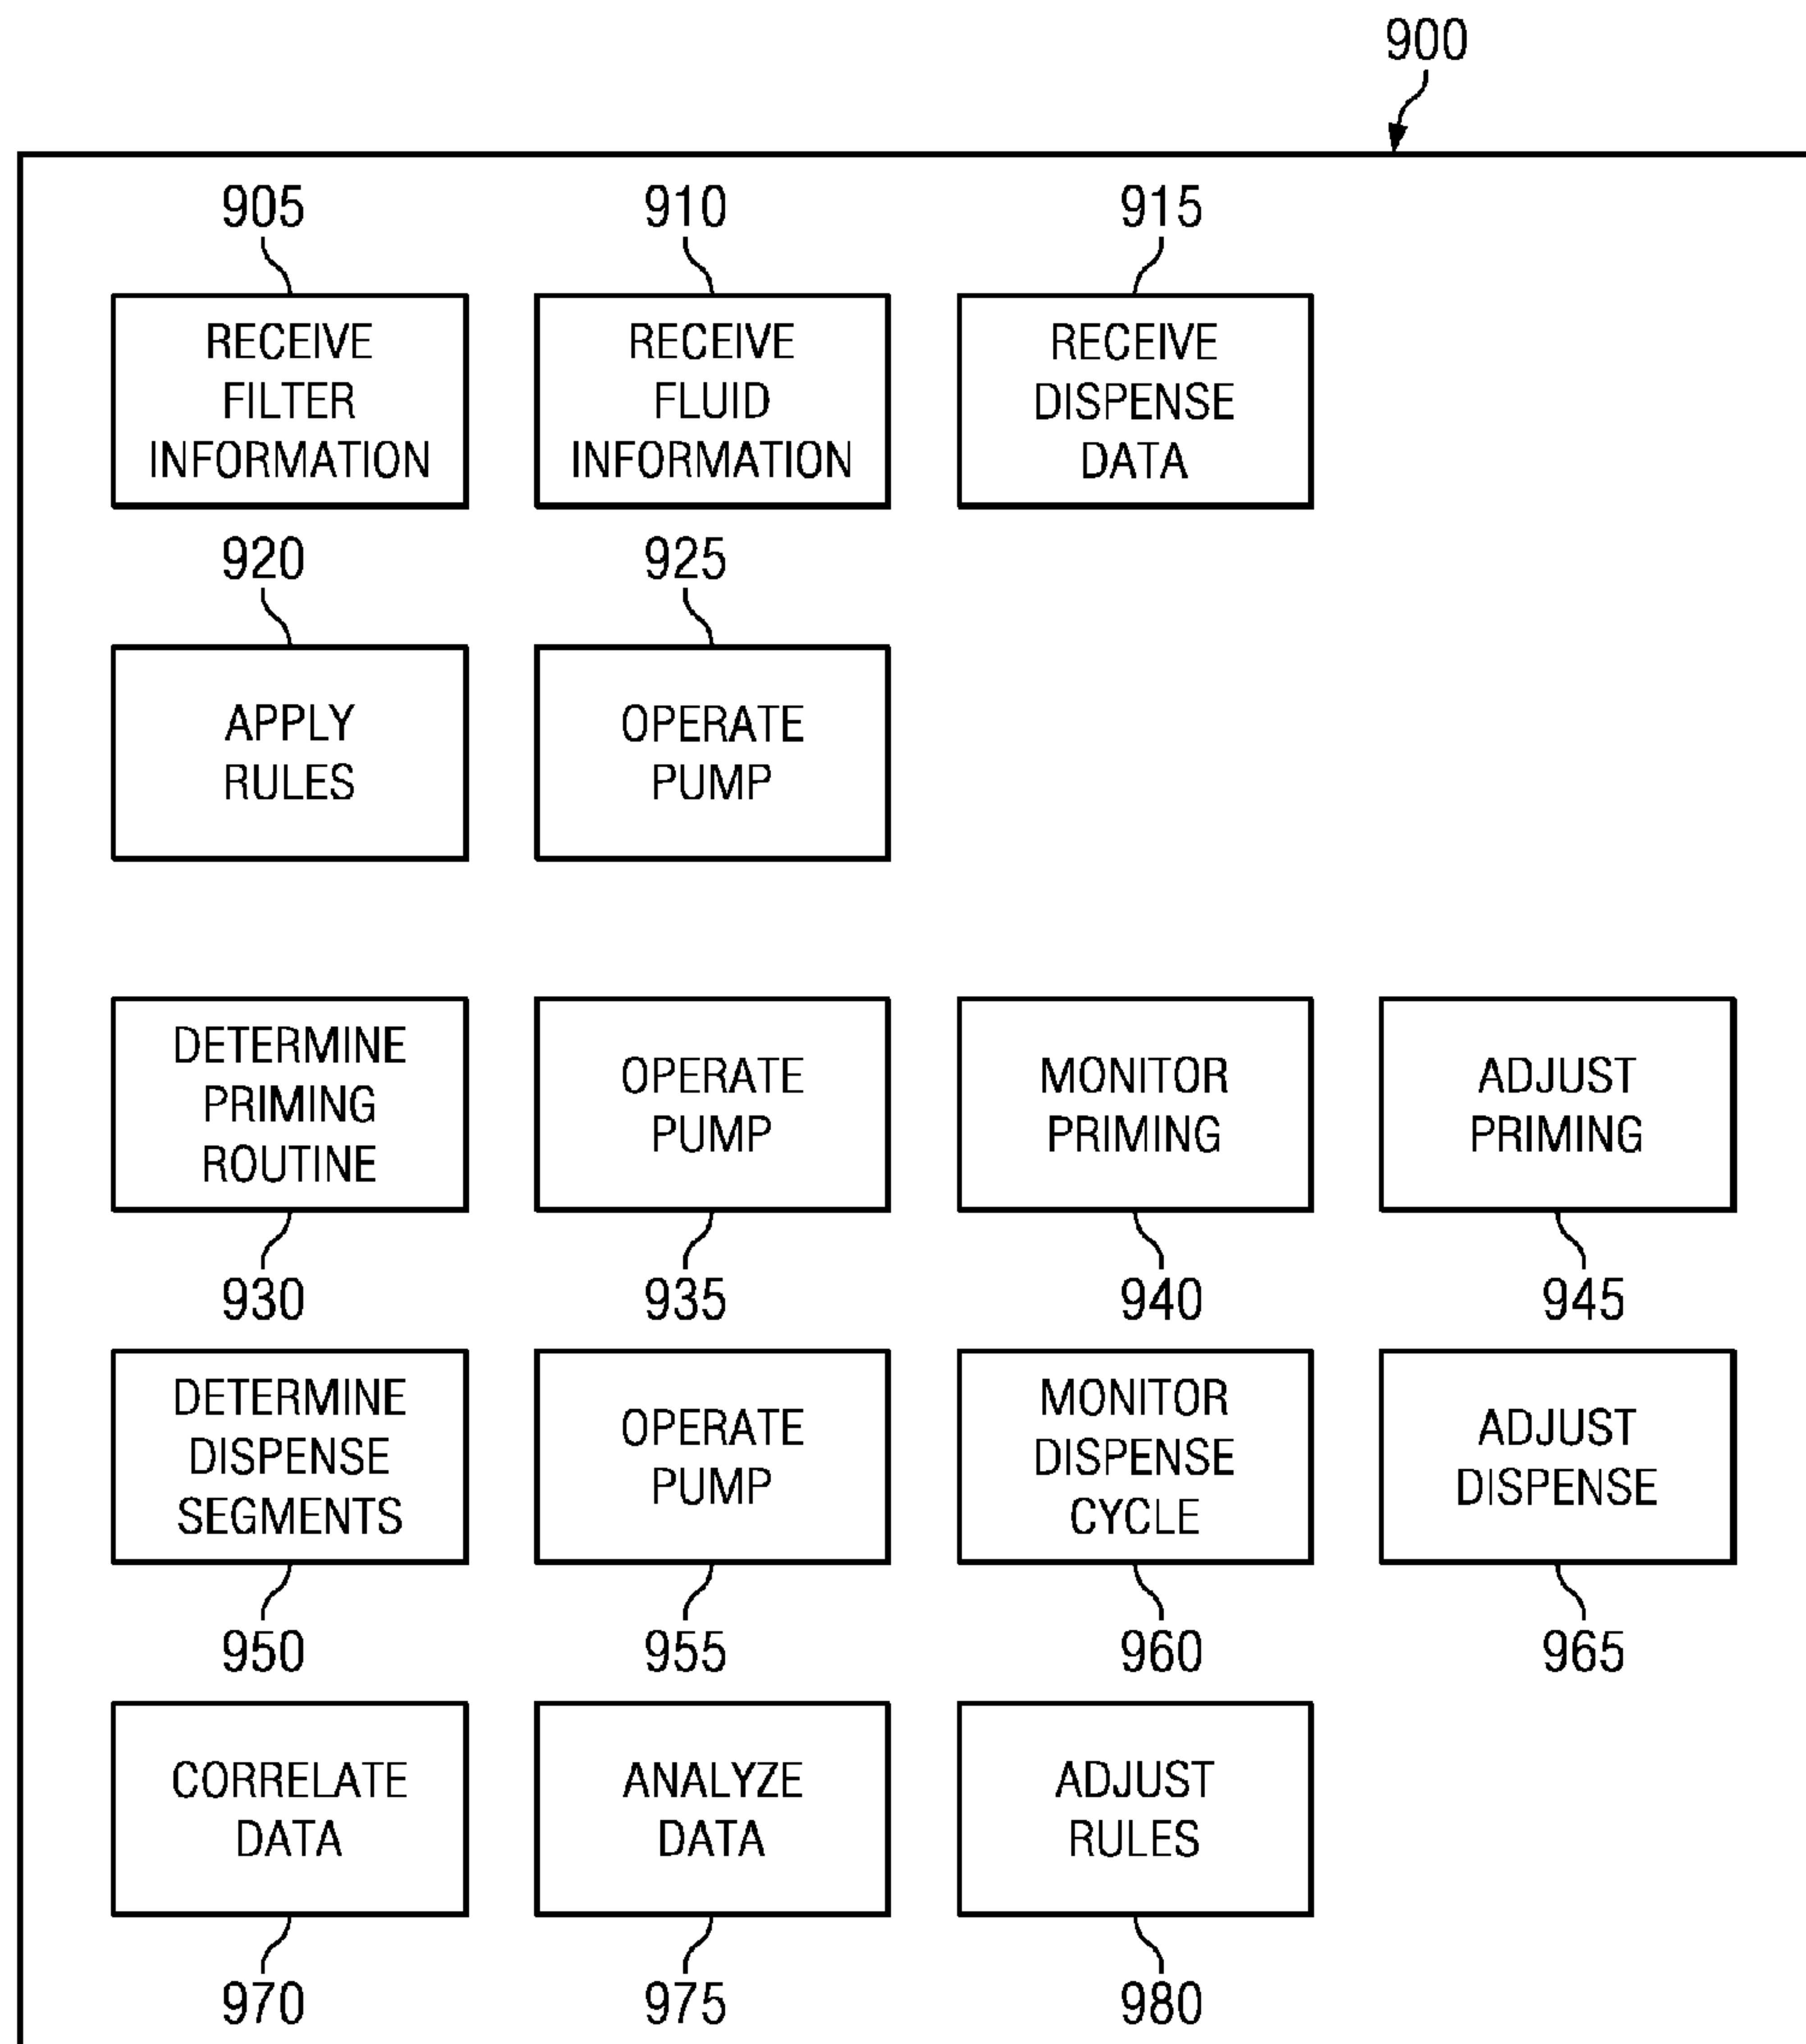 900
905
910
915
RECEIVE
FILTER
INFORMATION
RECEIVE
FLUID
INFORMATION
RECEIVE
DISPENSE
DATA
920
925
APPLY
RULES
OPERATE
PUMP
DETERMINE
PRIMING
ROUTINE
OPERATE
PUMP
MONITOR
PRIMING
ADJUST
PRIMING
930
935
940
945
DETERMINE
DISPENSE
SEGMENTS
OPERATE
PUMP
MONITOR
DISPENSE
CYCLE
ADJUST
DISPENSE
950
955
960
965
CORRELATE
DATA
ANALYZE
DATA
ADJUST
RULES
970
975
980